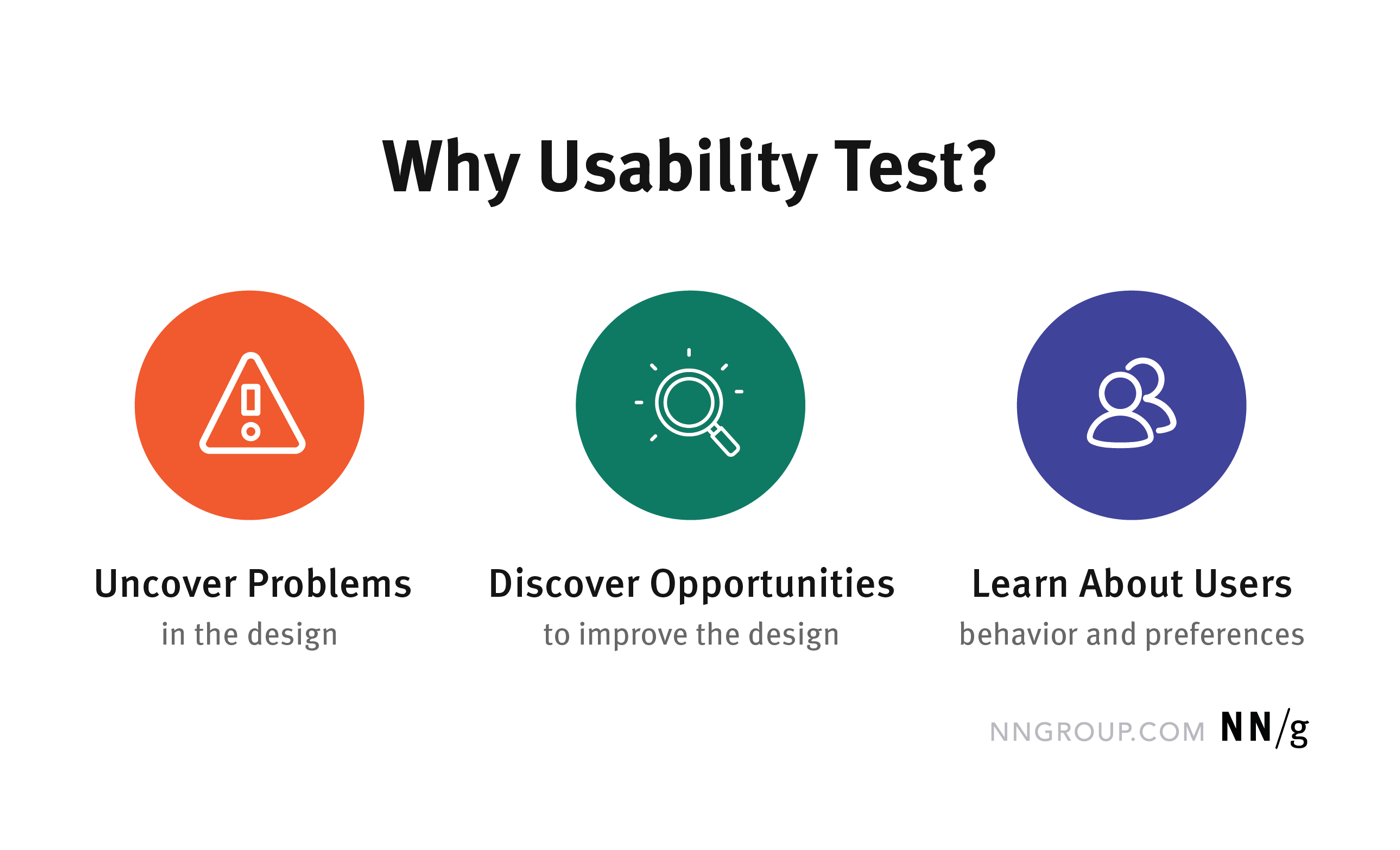 Why Usability Test?
Uncover Problems
in the design
Discover Opportunities
to improve the design
Learn About Users
behavior and preferences
NNGROUP.COM NN/g